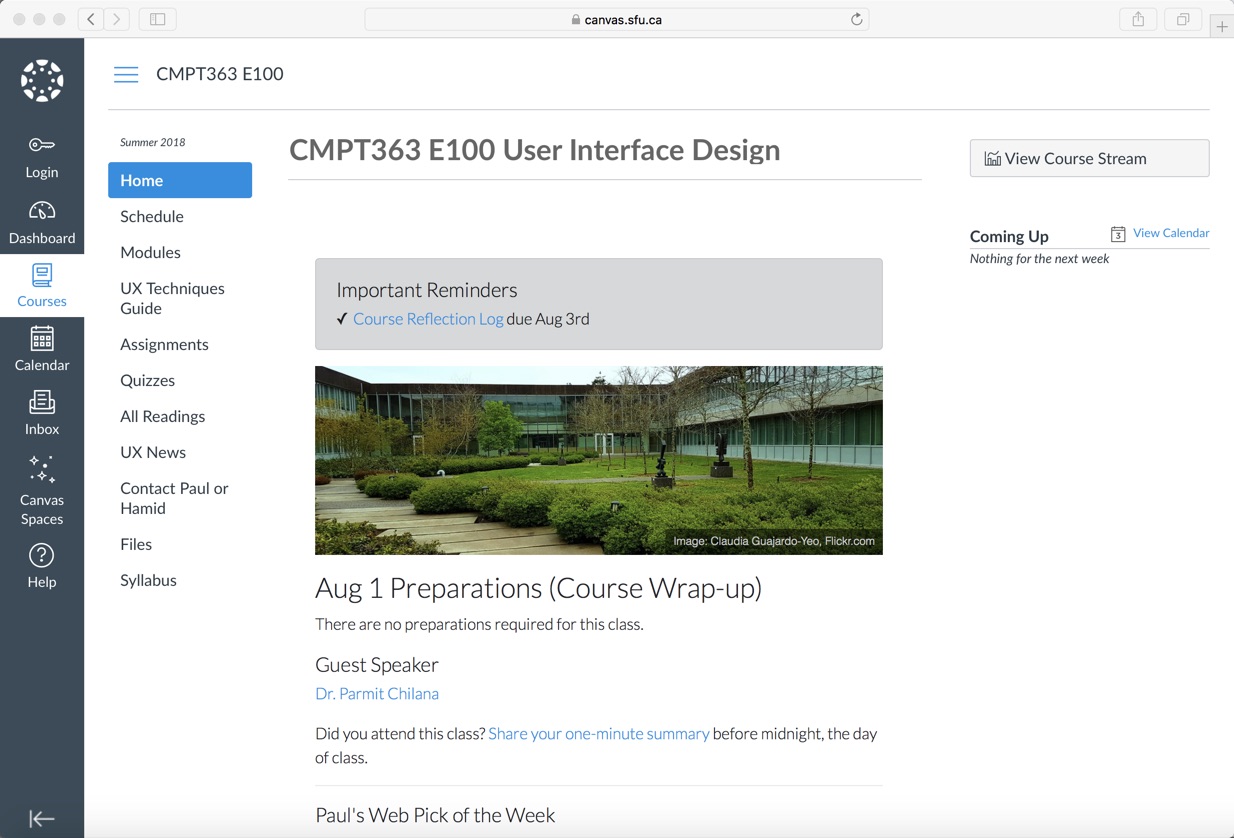 canvas.sfu.ca
CMPT363 E100
Login
Dashboard
Courses
Calendar
Inbox
Canvas
Spaces
Help
Summer 2018
Home
Schedule
Modules
UX Techniques
Guide
Assignments
Quizzes
All Readings
UX News
Contact Paul or
Hamid
Files
Syllabus
CMPT363 E100 User Interface Design
Important Reminders
✓ Course Reflection Log due Aug 3rd
Image: Claudia Guajardo-Yeo, Flickr.com
Aug 1 Preparations (Course Wrap-up)
There are no preparations required for this class.
Guest Speaker
Dr. Parmit Chilana
Did you attend this class? Share your one-minute summary before midnight, the day
of class.
Paul's Web Pick of the Week
View Course Stream
Coming Up
3 View Calendar
Nothing for the next week